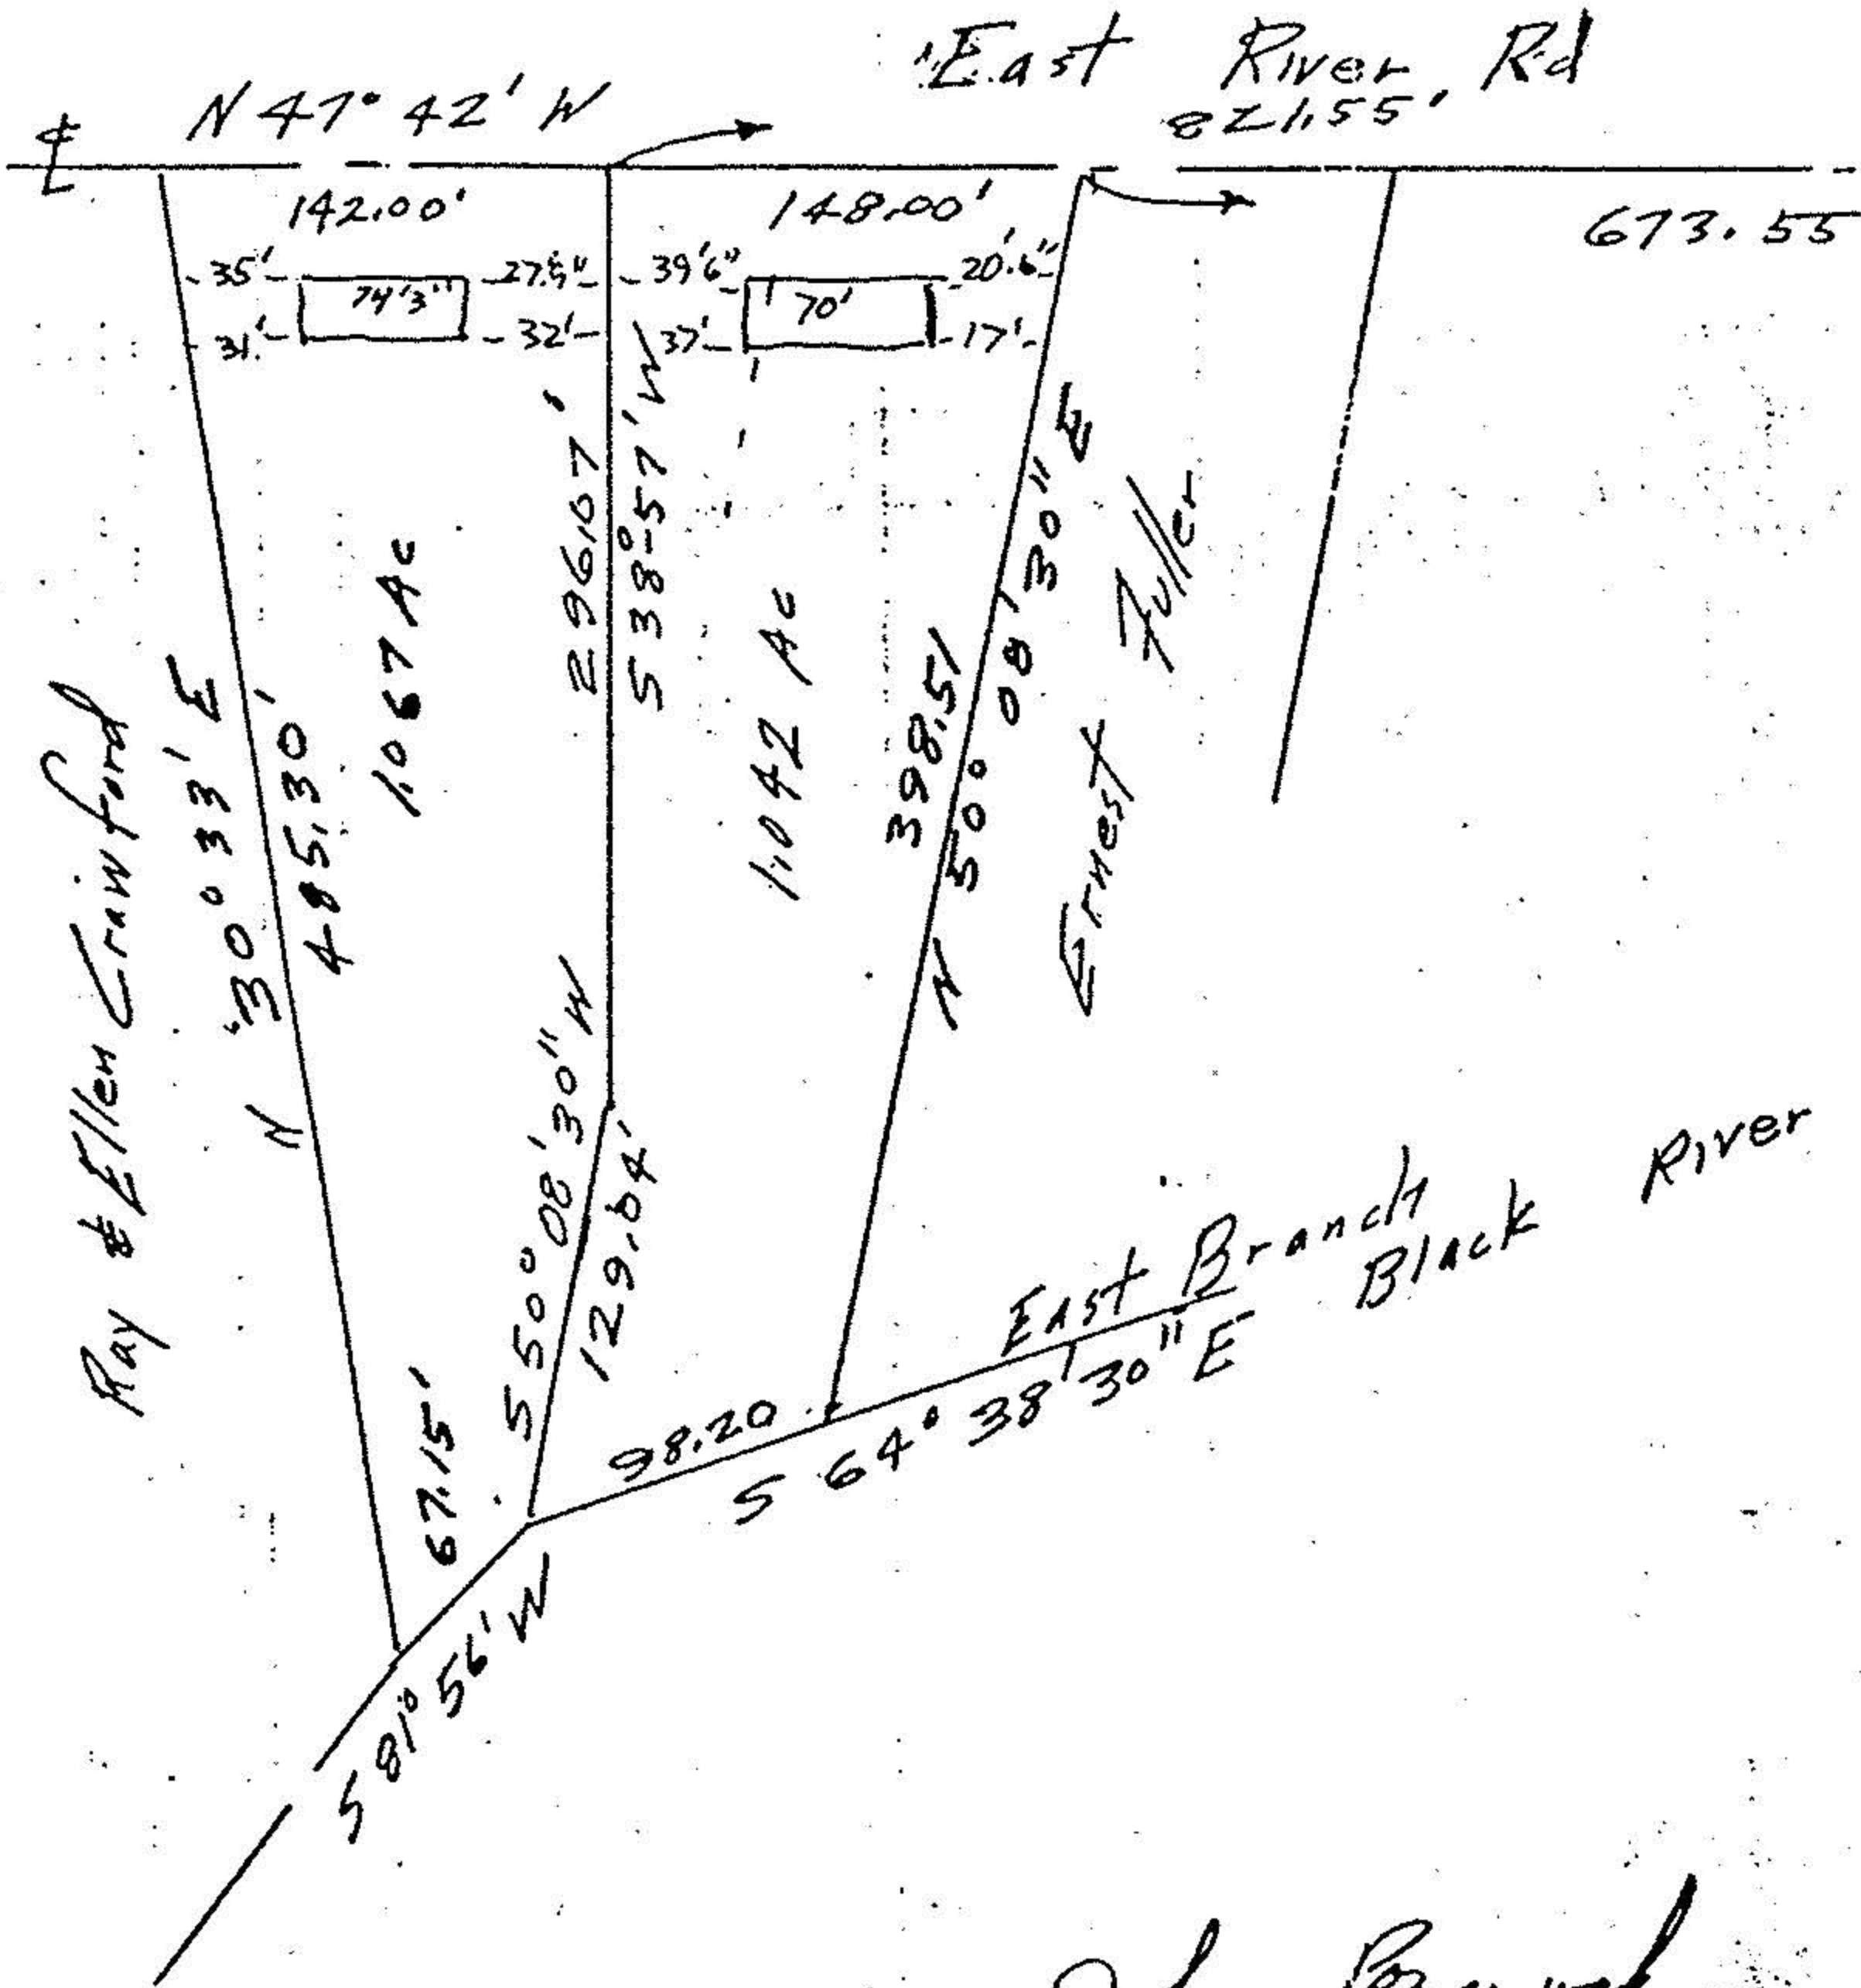 East River Rd
N 47° 42' W
821.55'
℄
142.00'
148.00'
673.55
35'
74'3"
39'6"
70'
20'.6"
31'
32'
37'
17'
296.07'
S 38°-57' W
1.067 Ac
1.042 Ac
398.51
N 50° 08' 30" E
Ernest Fuller
Ray & Ellen Crawford
N 30° 33' E
485.30'
S 50° 08' 30" W
129.04'
67.15'
98.20
East Branch
Black River
S 64° 38' 30" E
S 81° 56' W